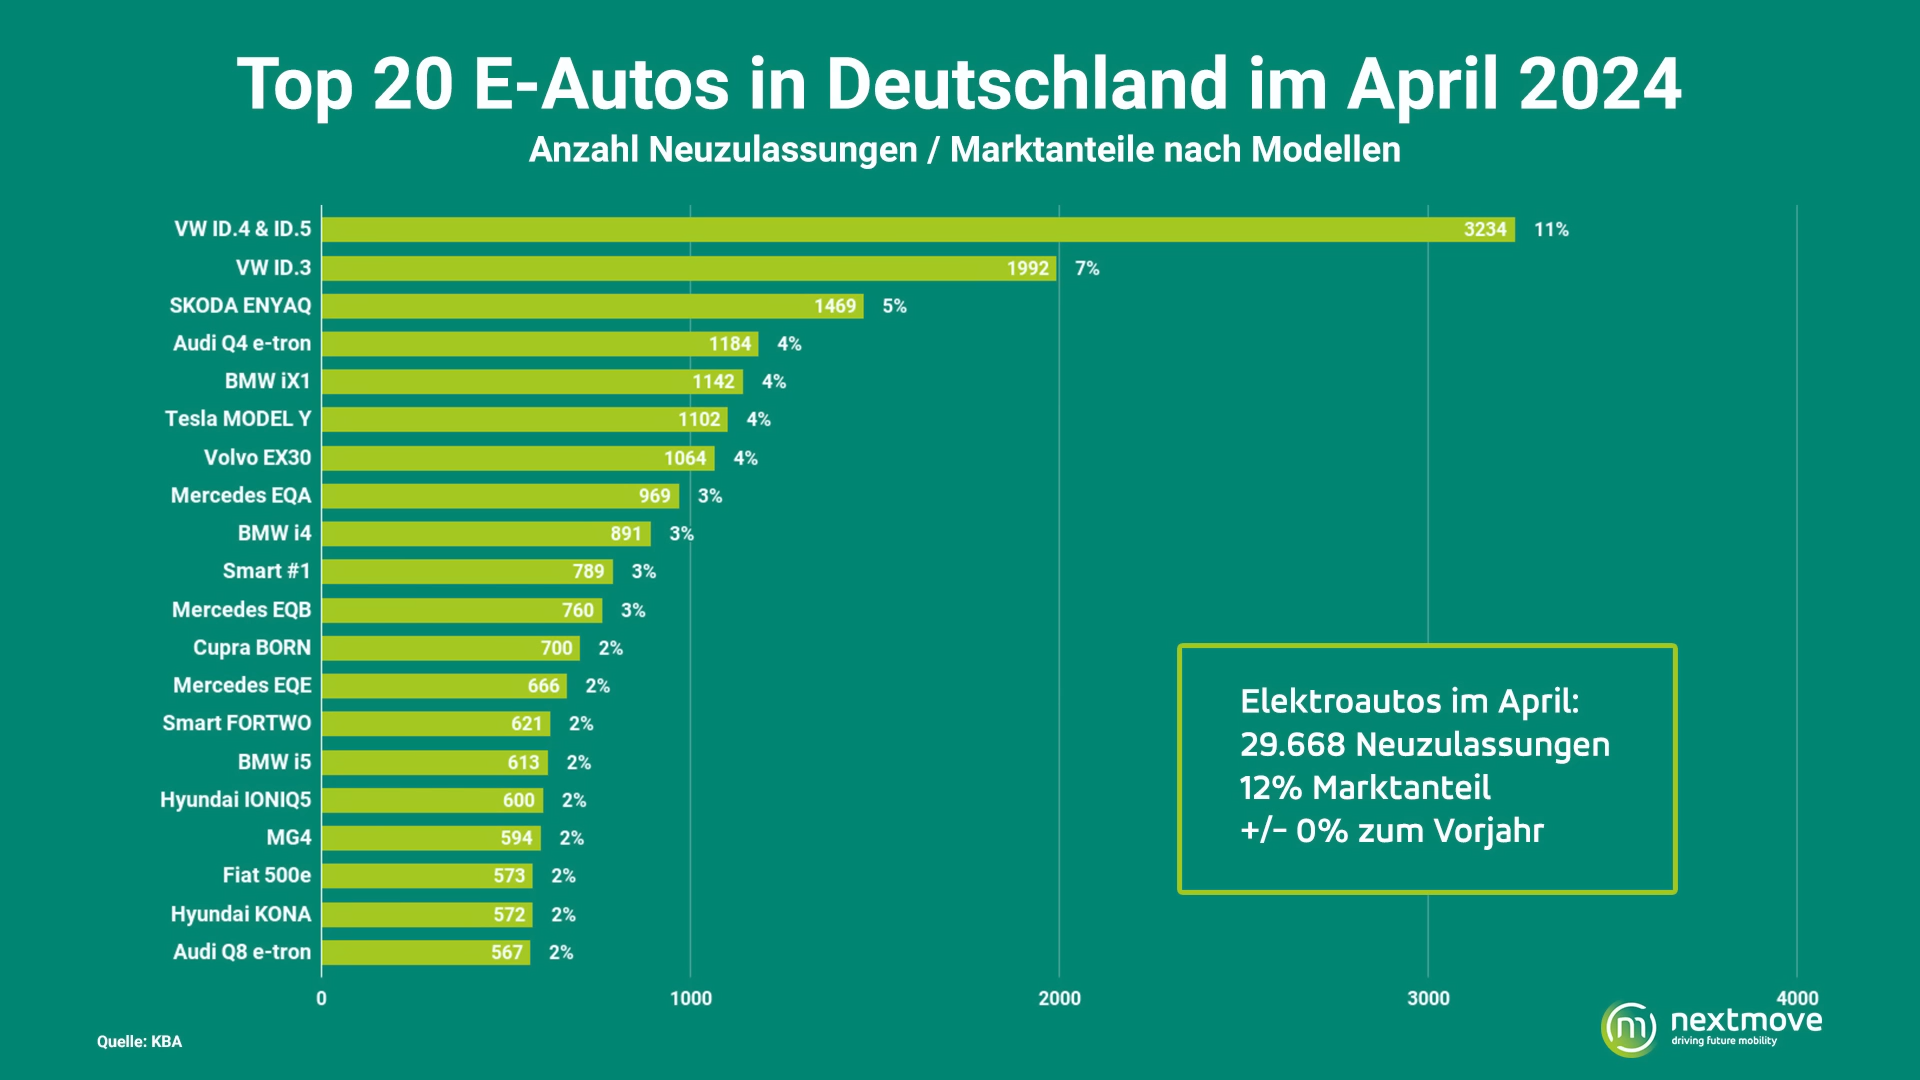 Top 20 E-Autos in Deutschland im April 2024
Anzahl Neuzulassungen / Marktanteile nach Modellen
VW ID.4 & ID.5 3234 11%
VW ID.3 1992 7%
SKODA ENYAQ 1469 5%
Audi Q4 e-tron 1184 4%
BMW iX1 1142 4%
Tesla MODEL Y 1102 4%
Volvo EX30 1064 4%
Mercedes EQA 969 3%
BMW i4 891 3%
Smart #1 789 3%
Mercedes EQB 760 3%
Cupra BORN 700 2%
Mercedes EQE 666 2%
Smart FORTWO 621 2%
BMW i5 613 2%
Hyundai IONIQ5 600 2%
MG4 594 2%
Fiat 500e 573 2%
Hyundai KONA 572 2%
Audi Q8 e-tron 567 2%
0 1000 2000 3000 4000
Elektroautos im April:
29.668 Neuzulassungen
12% Marktanteil
+/- 0% zum Vorjahr
Quelle: KBA
m nextmove
driving future mobility